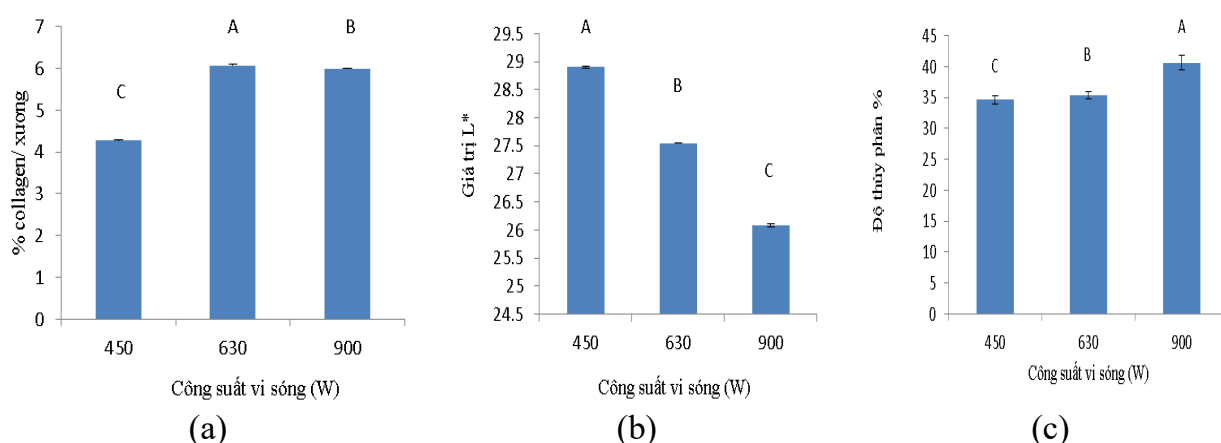 % collagen/ xương
7
6
5
4
3
2
1
0
C
A
B
450
630
900
Công suất vi sóng (W)
(a)
Giá trị L*
29.5
29
28.5
28
27.5
27
26.5
26
25.5
25
24.5
A
B
C
450
630
900
Công suất vi sóng (W)
(b)
Độ thủy phân %
45
40
35
30
25
20
15
10
5
0
C
B
A
450
630
900
Công suất vi sóng (W)
(c)